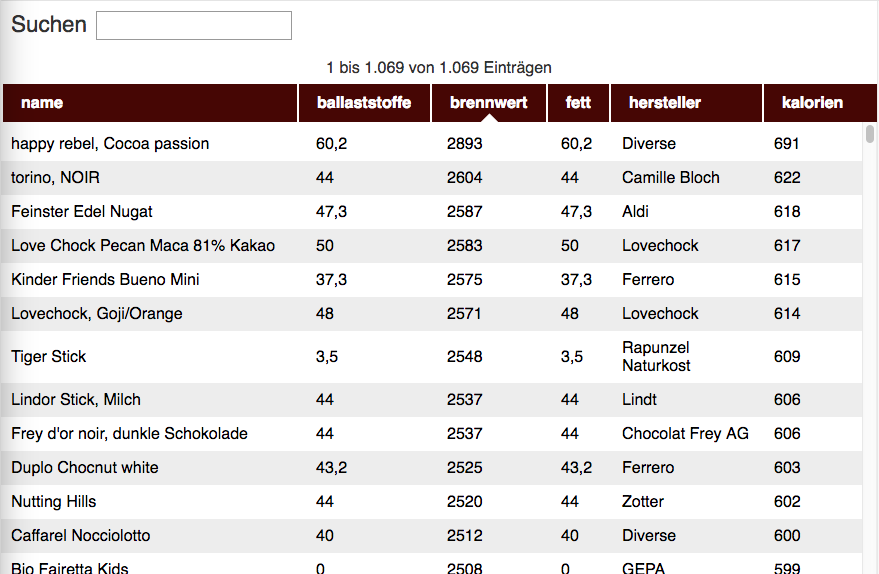 Suchen
1 bis 1.069 von 1.069 Einträgen
name ballaststoffe brennwert fett hersteller kalorien
happy rebel, Cocoa passion 60,2 2893 60,2 Diverse 691
torino, NOIR 44 2604 44 Camille Bloch 622
Feinster Edel Nugat 47,3 2587 47,3 Aldi 618
Love Chock Pecan Maca 81% Kakao 50 2583 50 Lovechock 617
Kinder Friends Bueno Mini 37,3 2575 37,3 Ferrero 615
Lovechock, Goji/Orange 48 2571 48 Lovechock 614
Tiger Stick 3,5 2548 3,5 Rapunzel Naturkost 609
Lindor Stick, Milch 44 2537 44 Lindt 606
Frey d'or noir, dunkle Schokolade 44 2537 44 Chocolat Frey AG 606
Duplo Chocnut white 43,2 2525 43,2 Ferrero 603
Nutting Hills 44 2520 44 Zotter 602
Caffarel Nocciolotto 40 2512 40 Diverse 600
Bio Fairetta Kids 0 2508 0 GEPA 599